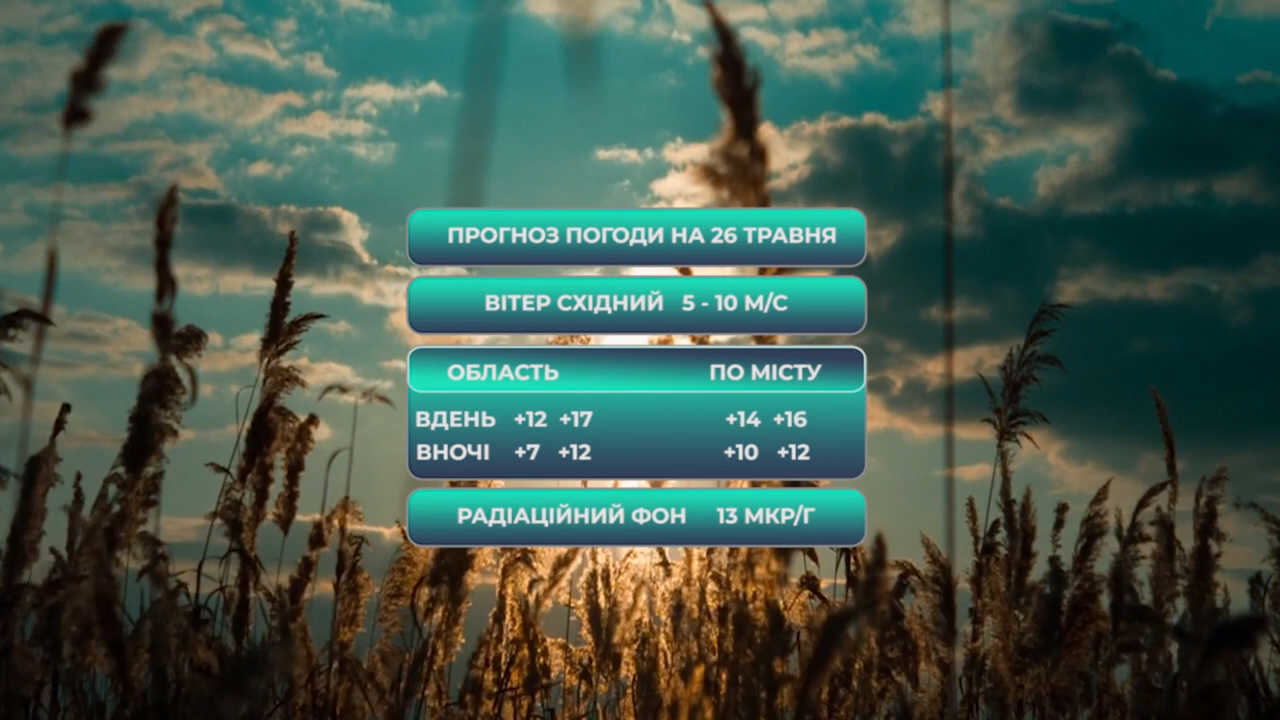 ПРОГНОЗ ПОГОДИ НА 26 ТРАВНЯ
ВІТЕР СХІДНИЙ 5 - 10 М/С
ОБЛАСТЬ ПО МІСТУ
ВДЕНЬ +12 +17 +14 +16
ВНОЧІ +7 +12 +10 +12
РАДІАЦІЙНИЙ ФОН 13 МКР/Г